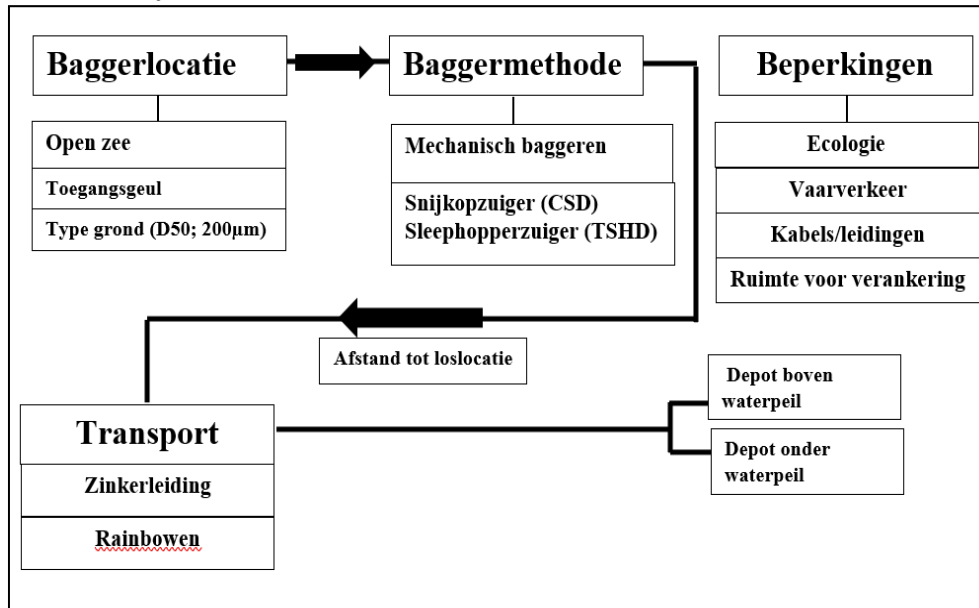 Baggerlocatie
Open zee
Toegangsgeul
Type grond (D50; 200µm)
Baggermethode
Mechanisch baggeren
Snijkopzuiger (CSD)
Sleephopperzuiger (TSHD)
Beperkingen
Ecologie
Vaarverkeer
Kabels/leidingen
Ruimte voor verankering
Afstand tot loslocatie
Transport
Zinkerleiding
Rainbowen
Depot boven
waterpeil
Depot onder
waterpeil